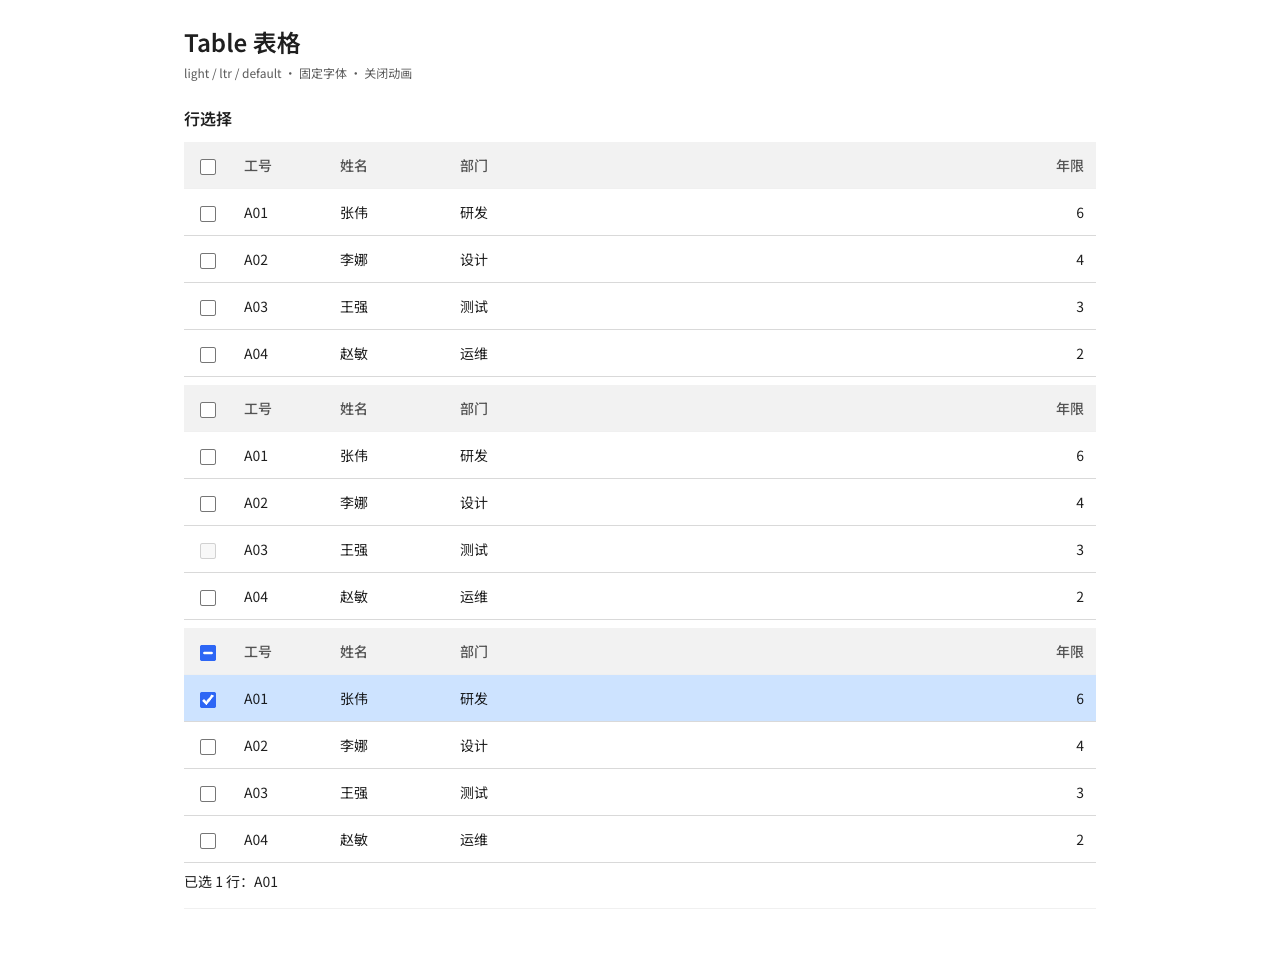 Table 表格
light / ltr / default ・ 固定字体 ・ 关闭动画
行选择
工号 姓名 部门 年限
A01 张伟 研发 6
A02 李娜 设计 4
A03 王强 测试 3
A04 赵敏 运维 2
工号 姓名 部门 年限
A01 张伟 研发 6
A02 李娜 设计 4
A03 王强 测试 3
A04 赵敏 运维 2
工号 姓名 部门 年限
A01 张伟 研发 6
A02 李娜 设计 4
A03 王强 测试 3
A04 赵敏 运维 2
已选 1 行：A01